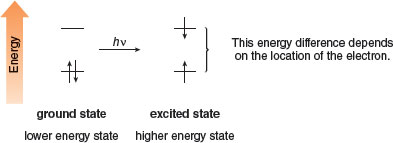 Energy
hν
This energy difference depends
on the location of the electron.
ground state
excited state
lower energy state
higher energy state